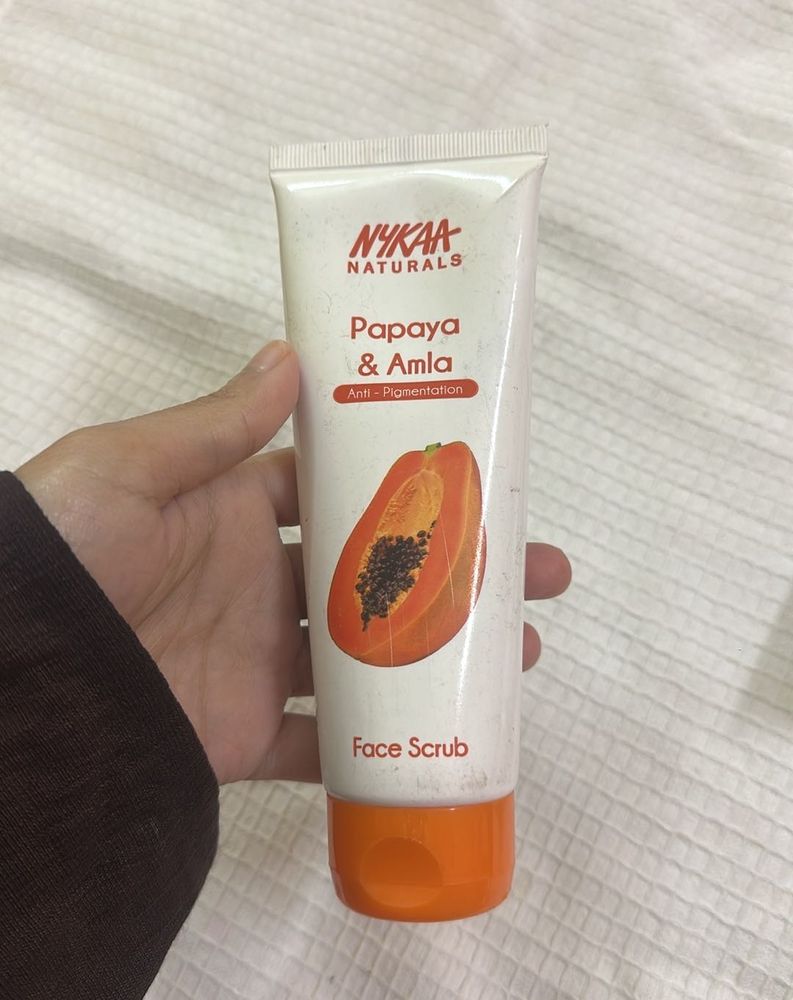 NYKAA
NATURALS
Papaya
& Amla
Anti - Pigmentation
Face Scrub